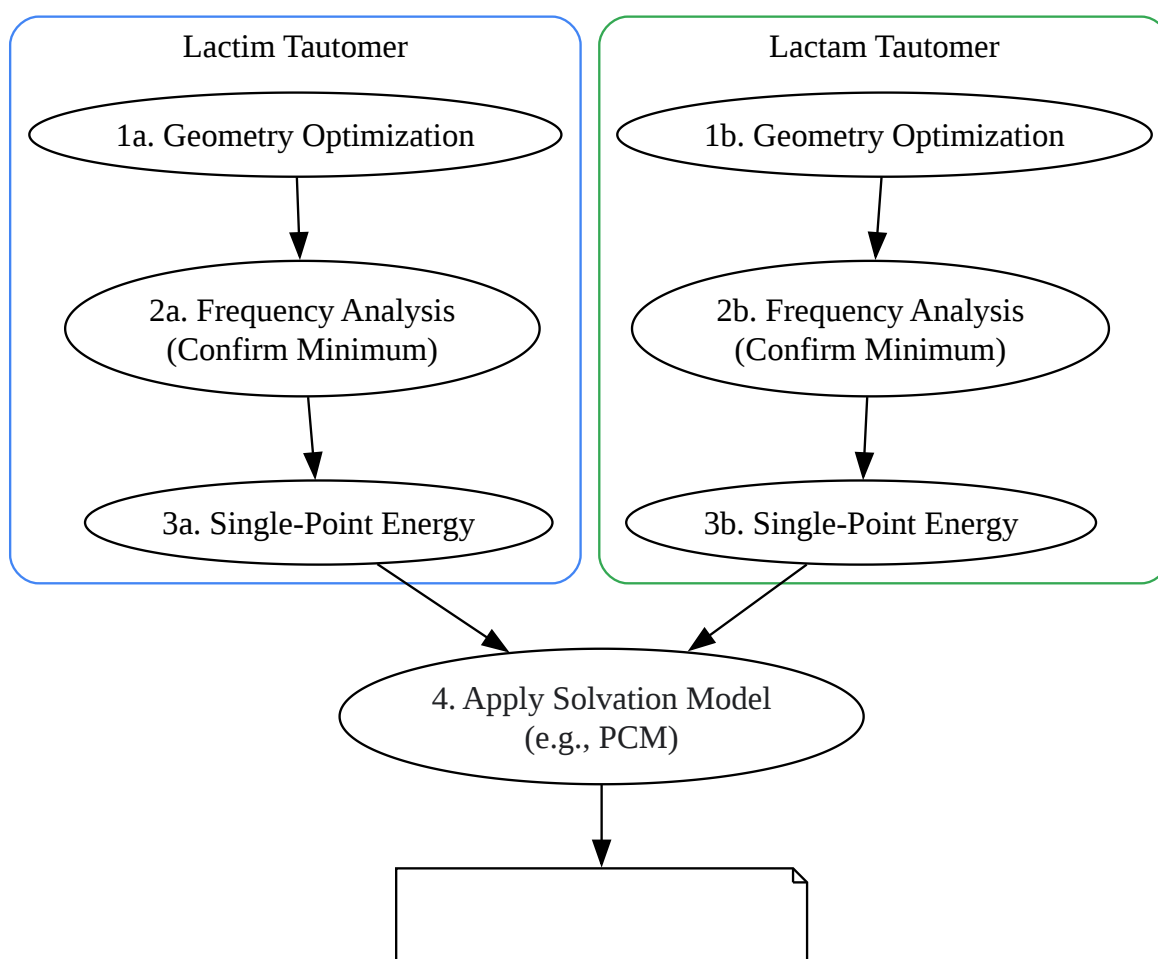 Lactim Tautomer
1a. Geometry Optimization
2a. Frequency Analysis
(Confirm Minimum)
3a. Single-Point Energy
Lactam Tautomer
1b. Geometry Optimization
2b. Frequency Analysis
(Confirm Minimum)
3b. Single-Point Energy
4. Apply Solvation Model
(e.g., PCM)